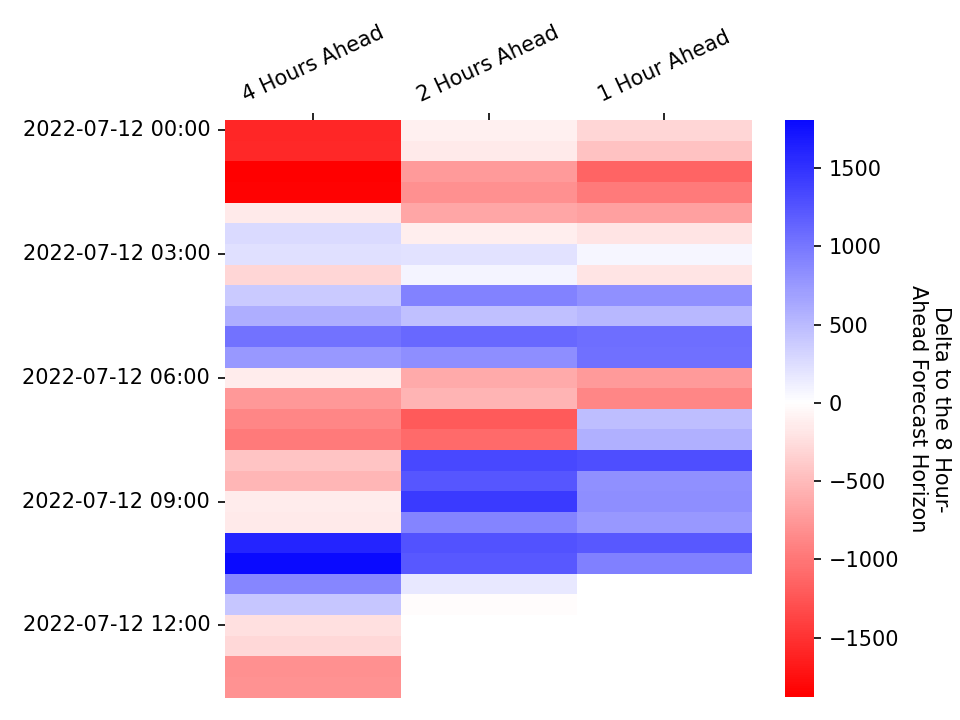 4 Hours Ahead
2 Hours Ahead
1 Hour Ahead
2022-07-12 00:00
2022-07-12 03:00
2022-07-12 06:00
2022-07-12 09:00
2022-07-12 12:00
1500
1000
500
0
−500
−1000
−1500
Delta to the 8 Hour-
Ahead Forecast Horizon